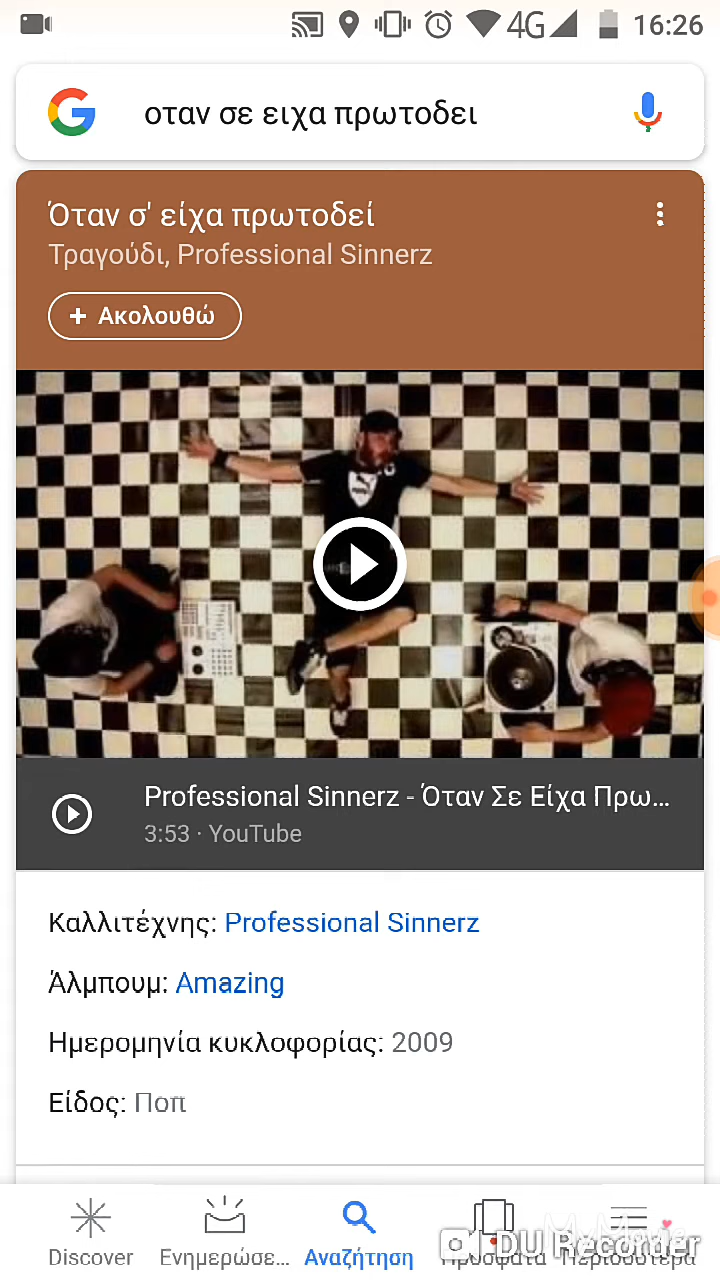 4G 16:26
οταν σε ειχα πρωτοδει
Όταν σ' είχα πρωτοδεί
Τραγούδι, Professional Sinnerz
+ Ακολουθώ
Professional Sinnerz - Όταν Σε Είχα Πρω...
3:53 · YouTube
Καλλιτέχνης: Professional Sinnerz
Άλμπουμ: Amazing
Ημερομηνία κυκλοφορίας: 2009
Είδος: Ποπ
DU Recorder
Discover Ενημερώσε... Αναζήτηση Πρόσφατα Περισσότερα